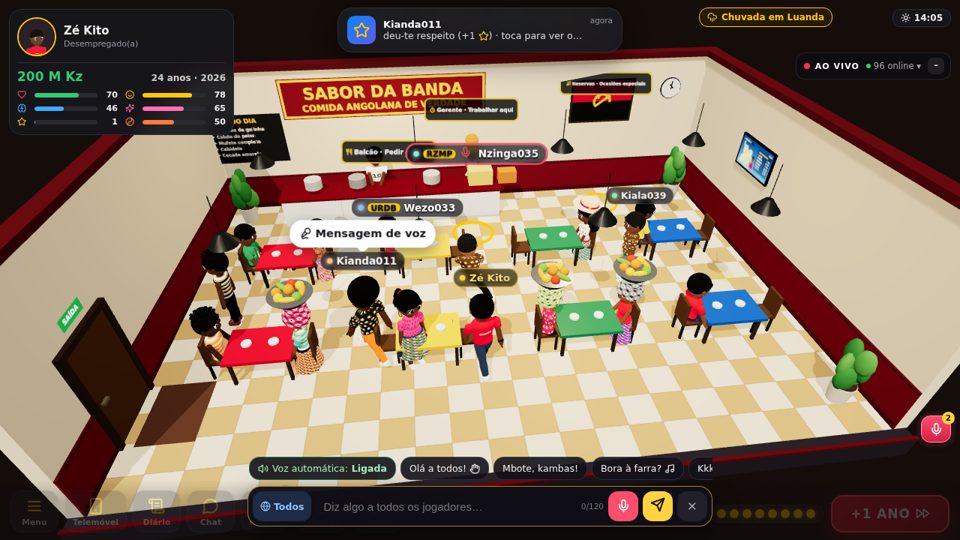 Zé Kito
Desempregado(a)
200 M Kz
24 anos · 2026
70
78
46
65
1
50
Kianda011
agora
deu-te respeito (+1 ) · toca para ver o…
Chuvada em Luanda
14:05
AO VIVO
96 online
-
SABOR DA BANDA
COMIDA ANGOLANA DE
Gerente · Trabalhar aqui
Reservas · Ocasiões especiais
DO DIA
Balcão · Pedir
RZMP Nzinga035
Kiala039
URDB Wezo033
Mensagem de voz
Kianda011
Zé Kito
SAÍDA
2
Voz automática: Ligada
Olá a todos!
Mbote, kambas!
Bora à farra?
Kkk
Todos
Diz algo a todos os jogadores…
0/120
Menu
Telemóvel
Diário
Chat
+1 ANO